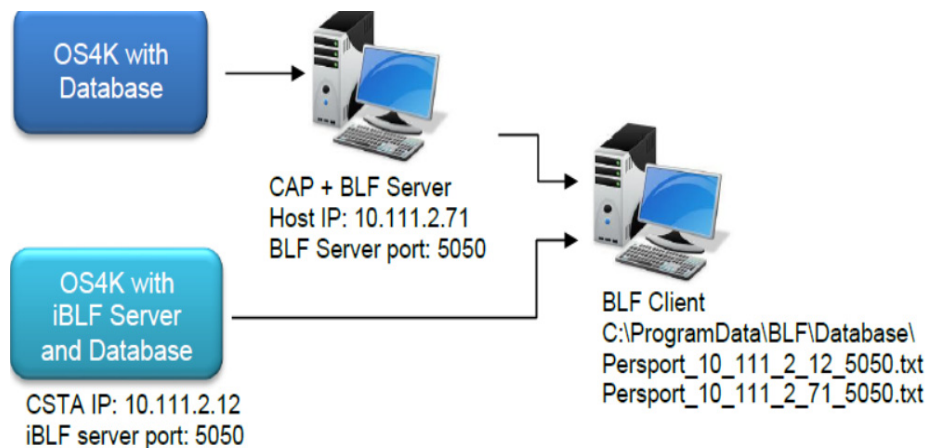 OS4K with
Database
CAP + BLF Server
Host IP: 10.111.2.71
BLF Server port: 5050
OS4K with
iBLF Server
and Database
CSTA IP: 10.111.2.12
iBLF server port: 5050
BLF Client
C:\ProgramData\BLF\Database\
Persport_10_111_2_12_5050.txt
Persport_10_111_2_71_5050.txt